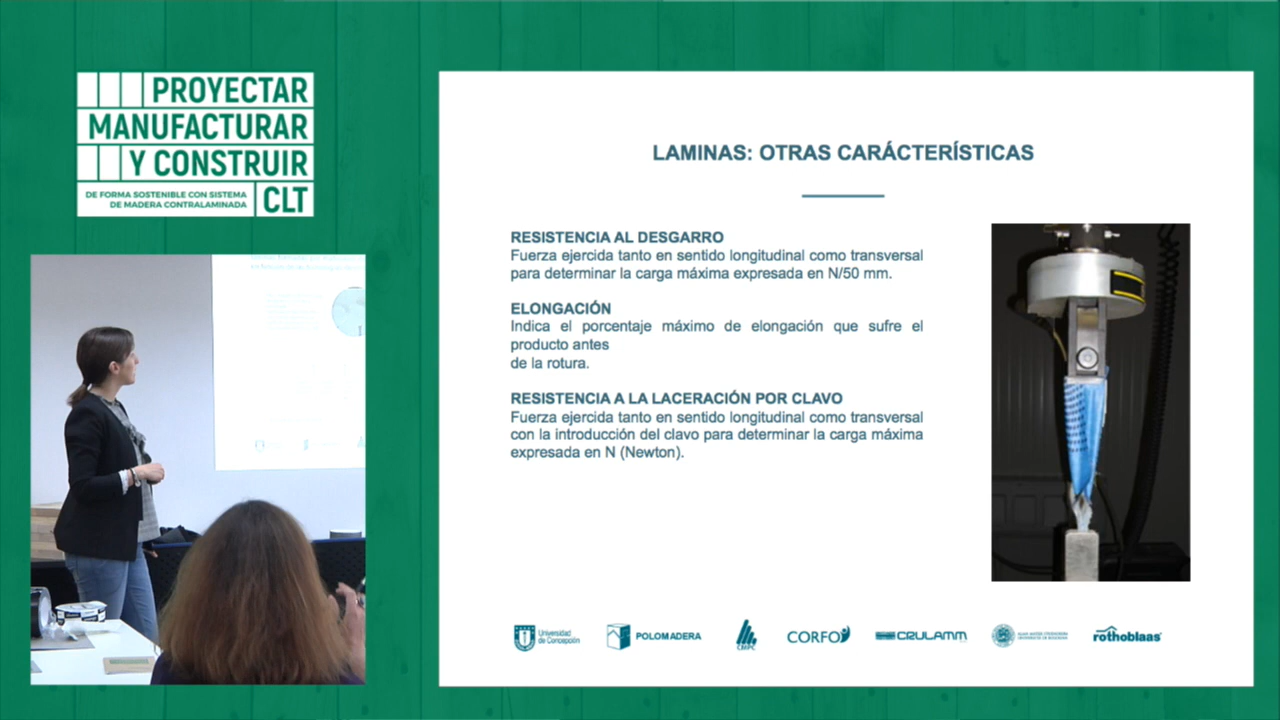 PROYECTAR
MANUFACTURAR
Y CONSTRUIR
DE FORMA SOSTENIBLE CON SISTEMA
DE MADERA CONTRALAMINADA
CLT
LAMINAS: OTRAS CARÁCTERÍSTICAS
RESISTENCIA AL DESGARRO
Fuerza ejercida tanto en sentido longitudinal como transversal
para determinar la carga máxima expresada en N/50 mm.
ELONGACIÓN
Indica el porcentaje máximo de elongación que sufre el
producto antes
de la rotura.
RESISTENCIA A LA LACERACIÓN POR CLAVO
Fuerza ejercida tanto en sentido longitudinal como transversal
con la introducción del clavo para determinar la carga máxima
expresada en N (Newton).
Universidad
de Concepción
POLOMADERA
CMPC
CORFO
CRULAMM
rothoblaas